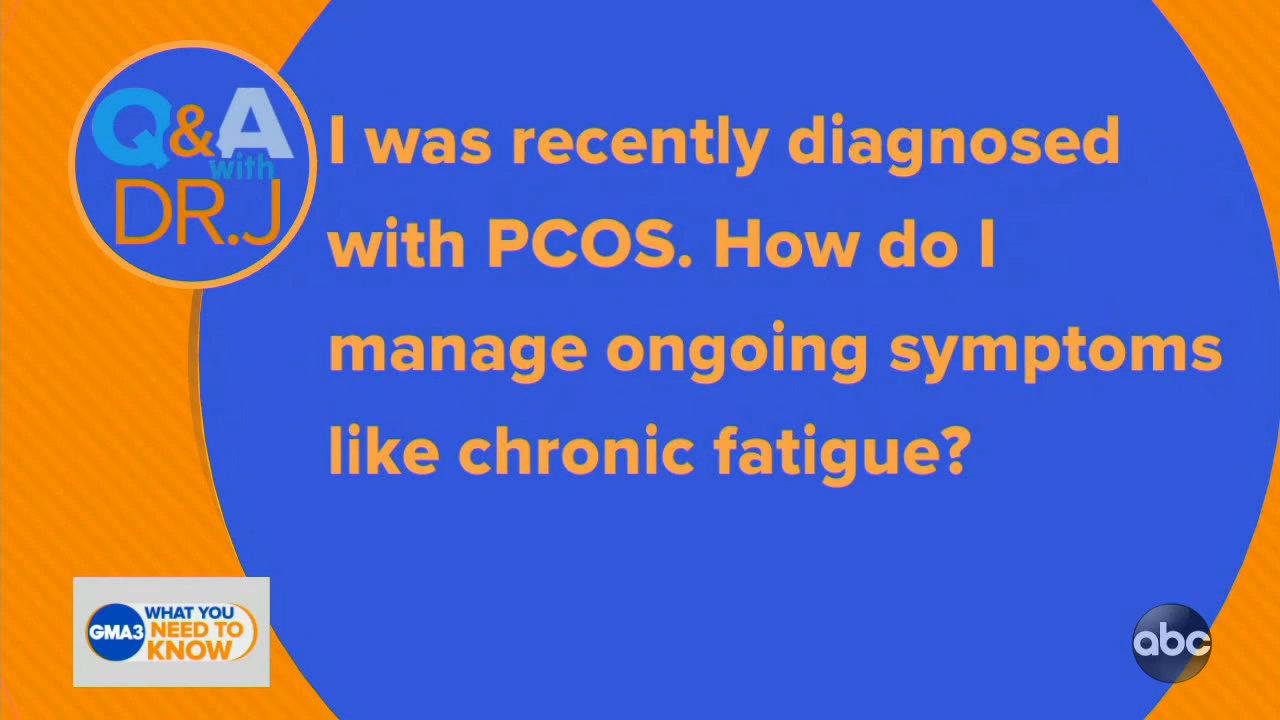 Q&A
with
DR.J
I was recently diagnosed
with PCOS. How do I
manage ongoing symptoms
like chronic fatigue?
GMA3
WHAT YOU
NEED TO
KNOW
abc